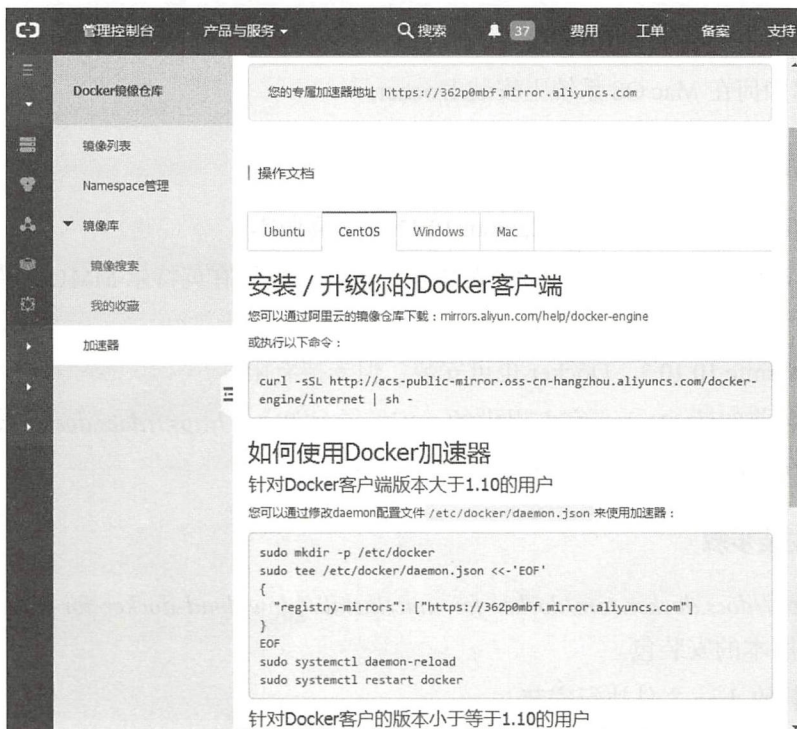 管理控制台 产品与服务 搜索 37 费用 工单 备案 支持
Docker镜像仓库
镜像列表
Namespace管理
镜像库
镜像搜索
我的收藏
加速器
您的专属加速器地址 https://362p0mbf.mirror.aliyuncs.com
操作文档
Ubuntu CentOS Windows Mac
安装 / 升级你的Docker客户端
您可以通过阿里云的镜像仓库下载：mirrors.aliyun.com/help/docker-engine
或执行以下命令：
curl -sSL http://acs-public-mirror.oss-cn-hangzhou.aliyuncs.com/docker-
engine/internet | sh -
如何使用Docker加速器
针对Docker客户端版本大于1.10的用户
您可以通过修改daemon配置文件 /etc/docker/daemon.json 来使用加速器：
sudo mkdir -p /etc/docker
sudo tee /etc/docker/daemon.json <<-'EOF'
{
"registry-mirrors": ["https://362p0mbf.mirror.aliyuncs.com"]
}
EOF
sudo systemctl daemon-reload
sudo systemctl restart docker
针对Docker客户的版本小于等于1.10的用户